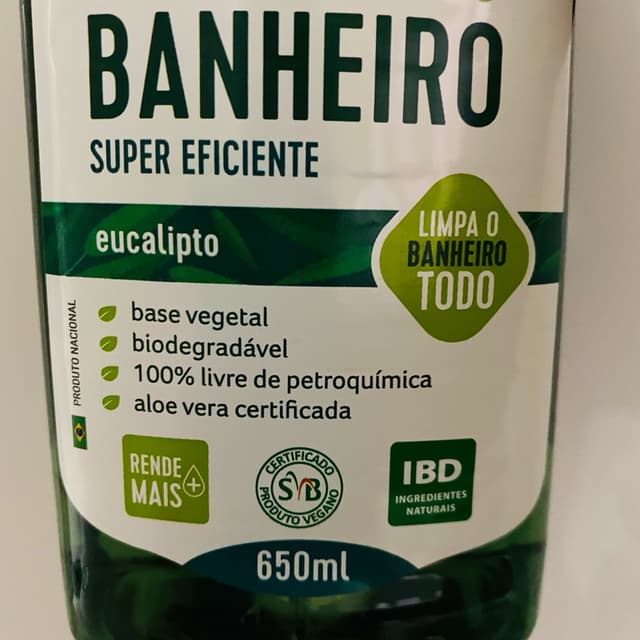 BANHEIRO
SUPER EFICIENTE
eucalipto
LIMPA O
BANHEIRO
TODO
PRODUTO NACIONAL
base vegetal
biodegradável
100% livre de petroquímica
aloe vera certificada
RENDE
MAIS+
CERTIFICADO
SVB
PRODUTO VEGANO
IBD
INGREDIENTES
NATURAIS
650ml